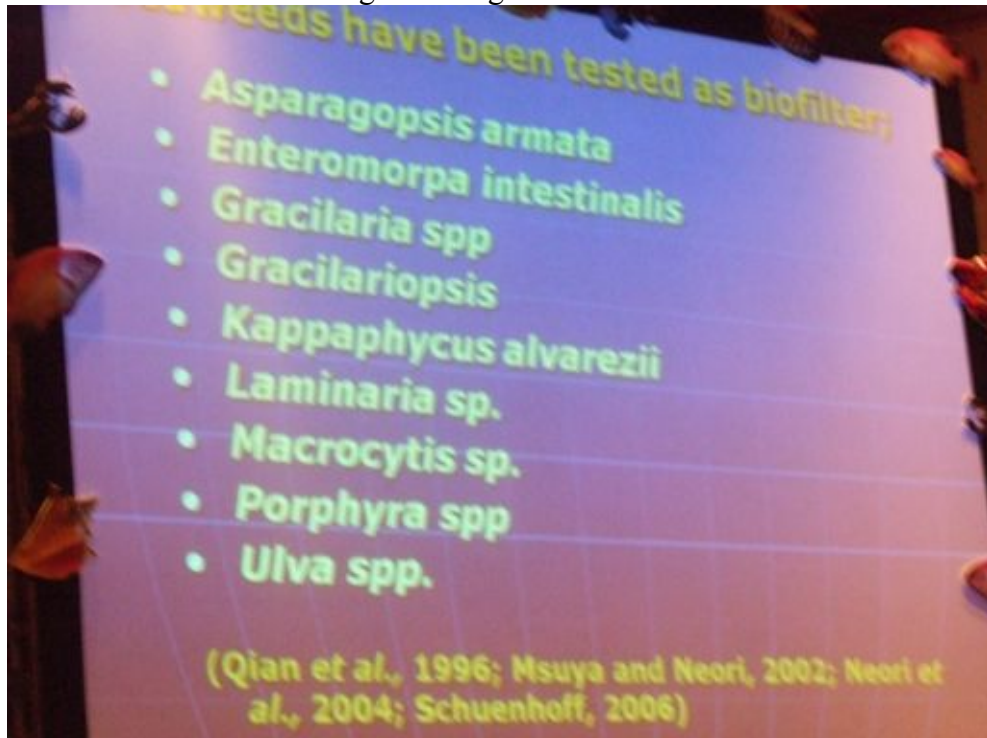 have been tested as biofilter;
• Asparagopsis armata
• Enteromorpa intestinalis
• Gracilaria spp
• Gracilariopsis
• Kappaphycus alvarezii
• Laminaria sp.
• Macrocytis sp.
• Porphyra spp
• Ulva spp.
(Qian et al., 1996; Msuya and Neori, 2002; Neori et
al., 2004; Schuenhoff, 2006)